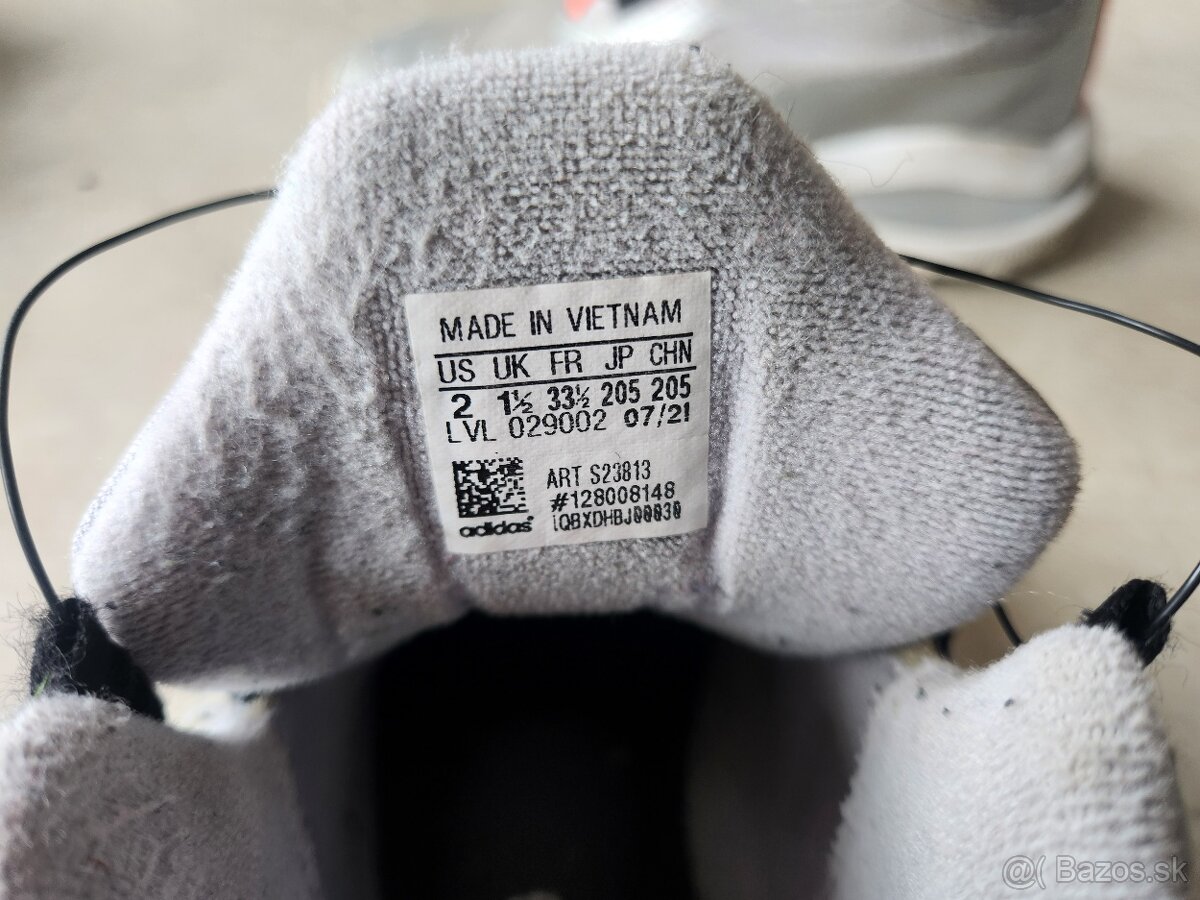 MADE IN VIETNAM
US UK FR JP CHN
2 1½ 33½ 205 205
LVL 029002 07/21
ART S23813
#128008148
adidas
@( Bazos.sk